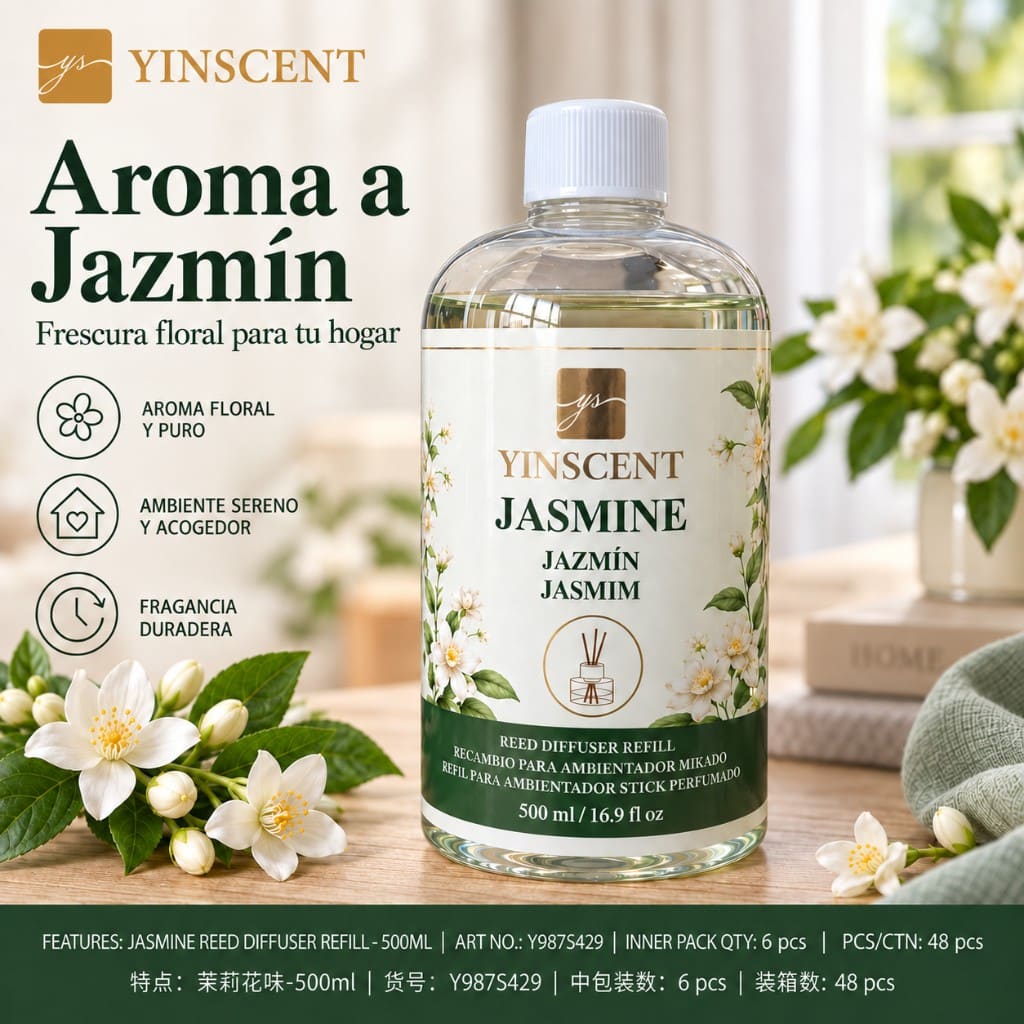 ys YINSCENT
Aroma a
Jazmín
Frescura floral para tu hogar
AROMA FLORAL
Y PURO
AMBIENTE SERENO
Y ACOGEDOR
FRAGANCIA
DURADERA
ys
YINSCENT
JASMINE
JAZMÍN
JASMIM
REED DIFFUSER REFILL
RECAMBIO PARA AMBIENTADOR MIKADO
REFIL PARA AMBIENTADOR STICK PERFUMADO
500 ml / 16.9 fl oz
HOME
FEATURES: JASMINE REED DIFFUSER REFILL - 500ML | ART NO.: Y987S429 | INNER PACK QTY: 6 pcs | PCS/CTN: 48 pcs
特点：茉莉花味-500ml | 货号：Y987S429 | 中包装数：6 pcs | 装箱数: 48 pcs